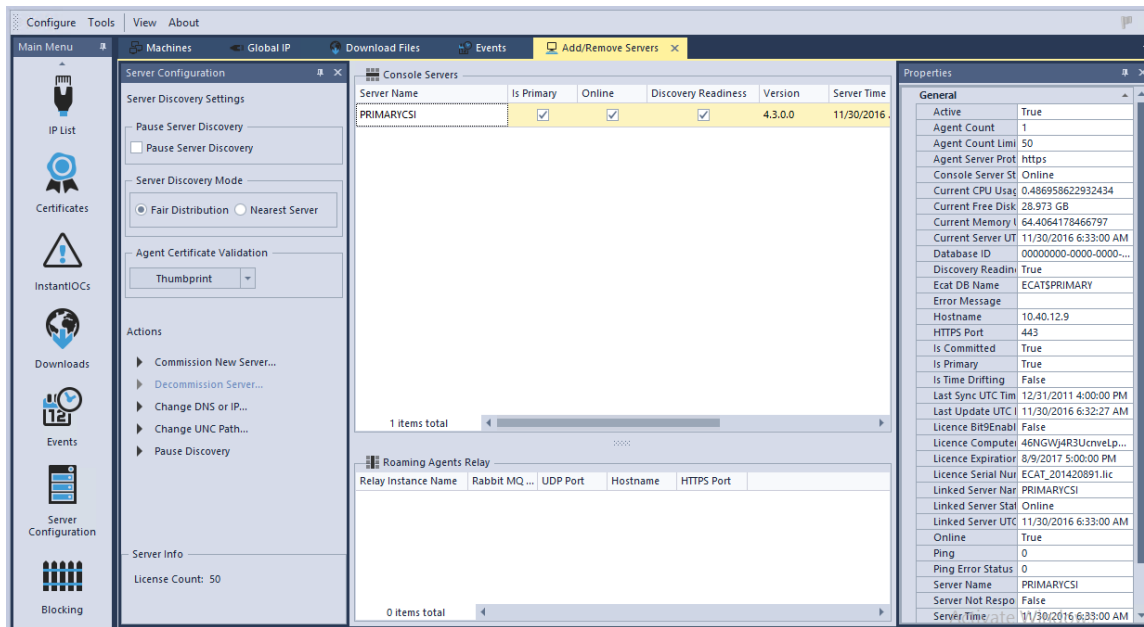 Configure Tools View About
Main Menu
Machines Global IP Download Files Events Add/Remove Servers
IP List
Certificates
InstantIOCs
Downloads
Events
Server
Configuration
Blocking
Server Configuration
Server Discovery Settings
Pause Server Discovery
Pause Server Discovery
Server Discovery Mode
Fair Distribution Nearest Server
Agent Certificate Validation
Thumbprint
Actions
Commission New Server...
Decommission Server...
Change DNS or IP...
Change UNC Path...
Pause Discovery
Server Info
License Count: 50
Console Servers
Server Name Is Primary Online Discovery Readiness Version Server Time
PRIMARYCSI 4.3.0.0 11/30/2016
1 items total
Roaming Agents Relay
Relay Instance Name Rabbit MQ ... UDP Port Hostname HTTPS Port
0 items total
Properties
General
Active True
Agent Count 1
Agent Count Limi 50
Agent Server Prot https
Console Server St Online
Current CPU Usag 0.486958622932434
Current Free Disk 28.973 GB
Current Memory 64.4064178466797
Current Server UT 11/30/2016 6:33:00 AM
Database ID 00000000-0000-0000-...
Discovery Readin True
Ecat DB Name ECAT$PRIMARY
Error Message
Hostname 10.40.12.9
HTTPS Port 443
Is Committed True
Is Primary True
Is Time Drifting False
Last Sync UTC Tim 12/31/2011 4:00:00 PM
Last Update UTC 11/30/2016 6:32:27 AM
Licence Bit9Enabl False
Licence Computer 46NGWj4R3UcnveLp...
Licence Expiration 8/9/2017 5:00:00 PM
Licence Serial Nur ECAT_201420891.lic
Linked Server Nar PRIMARYCSI
Linked Server Stat Online
Linked Server UTC 11/30/2016 6:33:00 AM
Online True
Ping 0
Ping Error Status 0
Server Name PRIMARYCSI
Server Not Respo False
Server Time 11/30/2016 6:33:00 AM